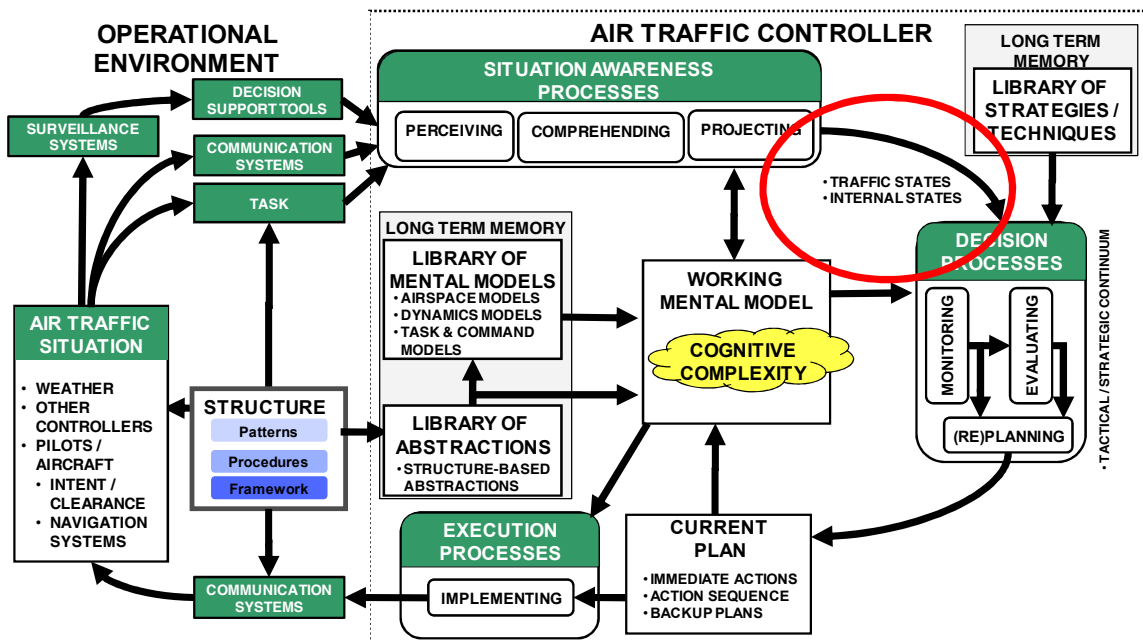 OPERATIONAL
ENVIRONMENT
AIR TRAFFIC CONTROLLER
DECISION
SUPPORT TOOLS
SURVEILLANCE
SYSTEMS
COMMUNICATION
SYSTEMS
TASK
SITUATION AWARENESS
PROCESSES
PERCEIVING
COMPREHENDING
PROJECTING
LONG TERM
MEMORY
LIBRARY OF
STRATEGIES /
TECHNIQUES
• TRAFFIC STATES
• INTERNAL STATES
LONG TERM MEMORY
LIBRARY OF
MENTAL MODELS
• AIRSPACE MODELS
• DYNAMICS MODELS
• TASK & COMMAND
MODELS
LIBRARY OF
ABSTRACTIONS
• STRUCTURE-BASED
ABSTRACTIONS
WORKING
MENTAL MODEL
COGNITIVE
COMPLEXITY
DECISION
PROCESSES
MONITORING
EVALUATING
(RE)PLANNING
• TACTICAL / STRATEGIC CONTINUUM
AIR TRAFFIC
SITUATION
• WEATHER
• OTHER
CONTROLLERS
• PILOTS /
AIRCRAFT
• INTENT /
CLEARANCE
• NAVIGATION
SYSTEMS
STRUCTURE
Patterns
Procedures
Framework
COMMUNICATION
SYSTEMS
EXECUTION
PROCESSES
IMPLEMENTING
CURRENT
PLAN
• IMMEDIATE ACTIONS
• ACTION SEQUENCE
• BACKUP PLANS